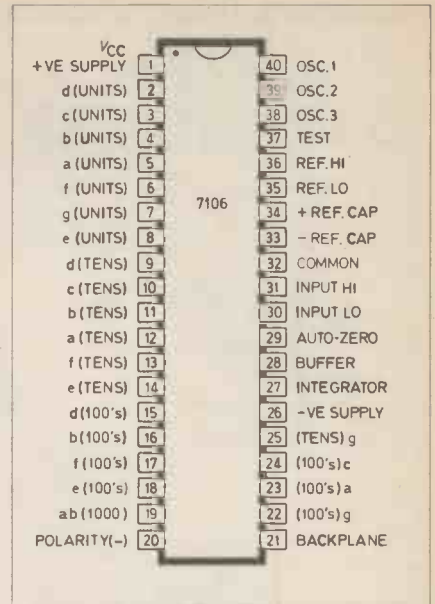 VCC
+VE SUPPLY 1
d (UNITS) 2
c (UNITS) 3
b (UNITS) 4
a (UNITS) 5
f (UNITS) 6
g (UNITS) 7
e (UNITS) 8
d (TENS) 9
c (TENS) 10
b (TENS) 11
a (TENS) 12
f (TENS) 13
e (TENS) 14
d (100's) 15
b (100's) 16
f (100's) 17
e (100's) 18
ab (1000) 19
POLARITY(-) 20
7106
40 OSC.1
39 OSC.2
38 OSC.3
37 TEST
36 REF. HI
35 REF. LO
34 + REF. CAP
33 - REF. CAP
32 COMMON
31 INPUT HI
30 INPUT LO
29 AUTO-ZERO
28 BUFFER
27 INTEGRATOR
26 -VE SUPPLY
25 (TENS) g
24 (100's) c
23 (100's) a
22 (100's) g
21 BACKPLANE